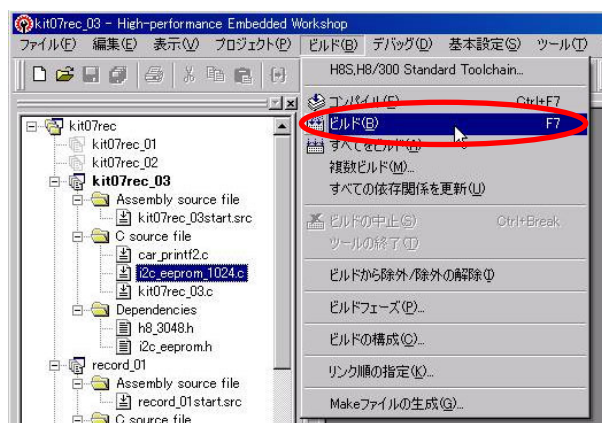 kit07rec_03 - High-performance Embedded Workshop
ファイル(F) 編集(E) 表示(V) プロジェクト(P) ビルド(B) デバッグ(D) 基本設定(S) ツール(T)
H8S,H8/300 Standard Toolchain...
コンパイル(F) Ctrl+F7
ビルド(B) F7
すべてをビルド(A)
複数ビルド(M)...
すべての依存関係を更新(U)
ビルドの中止(S) Ctrl+Break
ツールの終了(T)
ビルドから除外/除外の解除(I)
ビルドフェーズ(P)...
ビルドの構成(C)...
リンク順の指定(K)...
Makeファイルの生成(G)...
kit07rec
kit07rec_01
kit07rec_02
kit07rec_03
Assembly source file
kit07rec_03start.src
C source file
car_printf2.c
i2c_eeprom_1024.c
kit07rec_03.c
Dependencies
h8_3048.h
i2c_eeprom.h
record_01
Assembly source file
record_01start.src
C source file